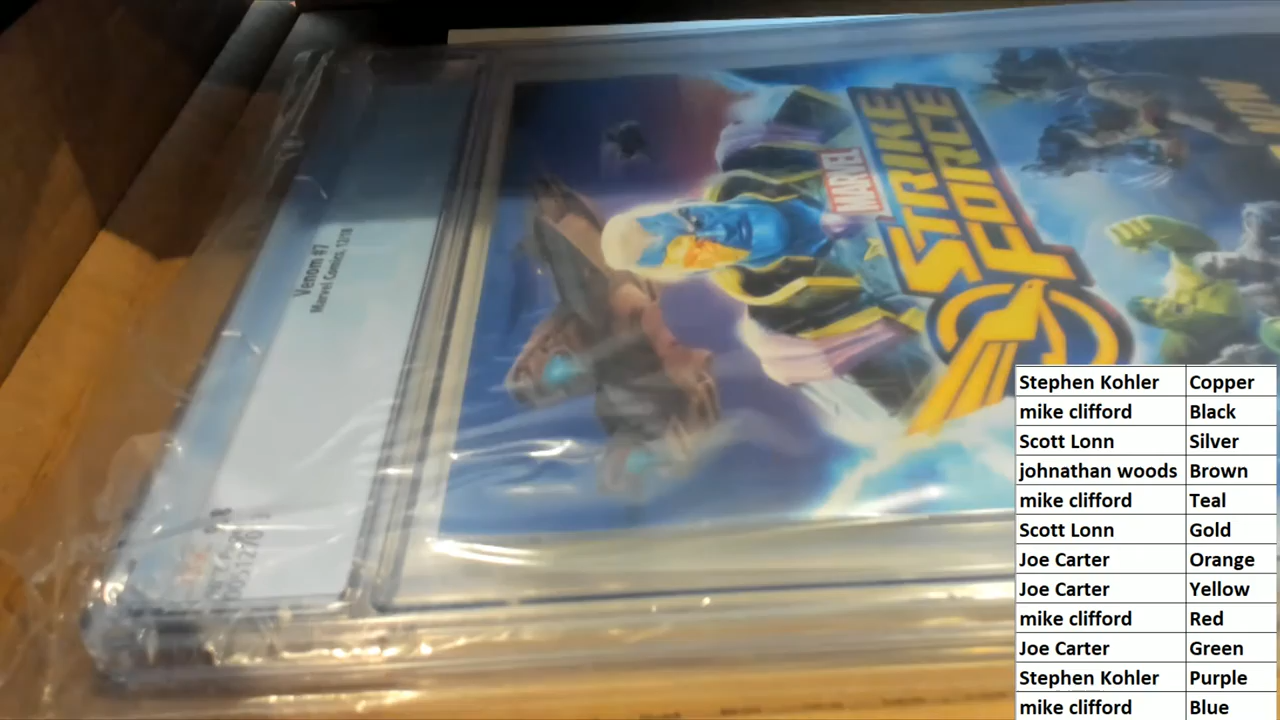 Venom #7
Marvel Comics, 12/18
MARVEL
STRIKE
FORCE
Stephen Kohler Copper
mike clifford Black
Scott Lonn Silver
johnathan woods Brown
mike clifford Teal
Scott Lonn Gold
Joe Carter Orange
Joe Carter Yellow
mike clifford Red
Joe Carter Green
Stephen Kohler Purple
mike clifford Blue